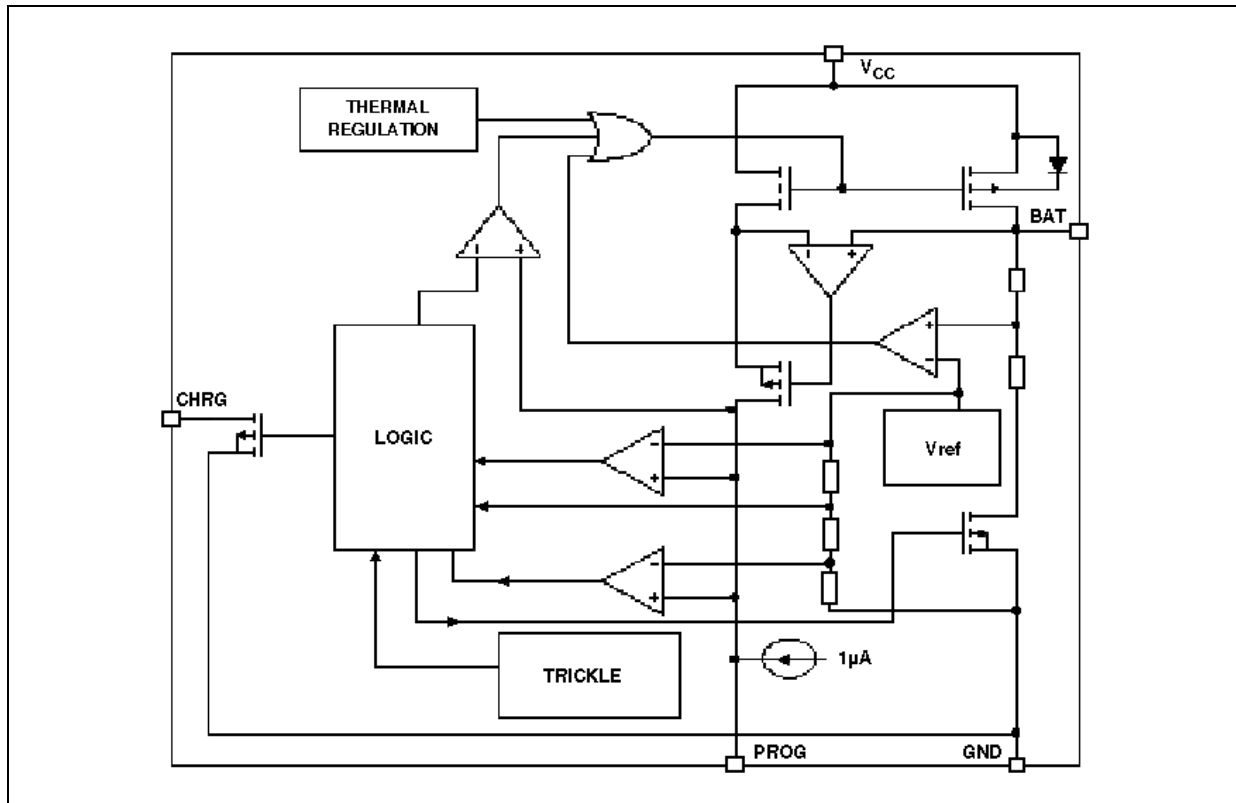 VCC
THERMAL
REGULATION
BAT
- +
- +
+
-
CHRG
LOGIC
Vref
-
+
-
+
1µA
TRICKLE
PROG
GND